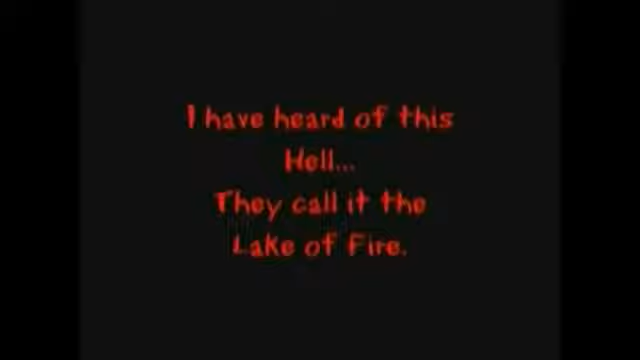 I have heard of this
Hell...
They call it the
Lake of Fire.